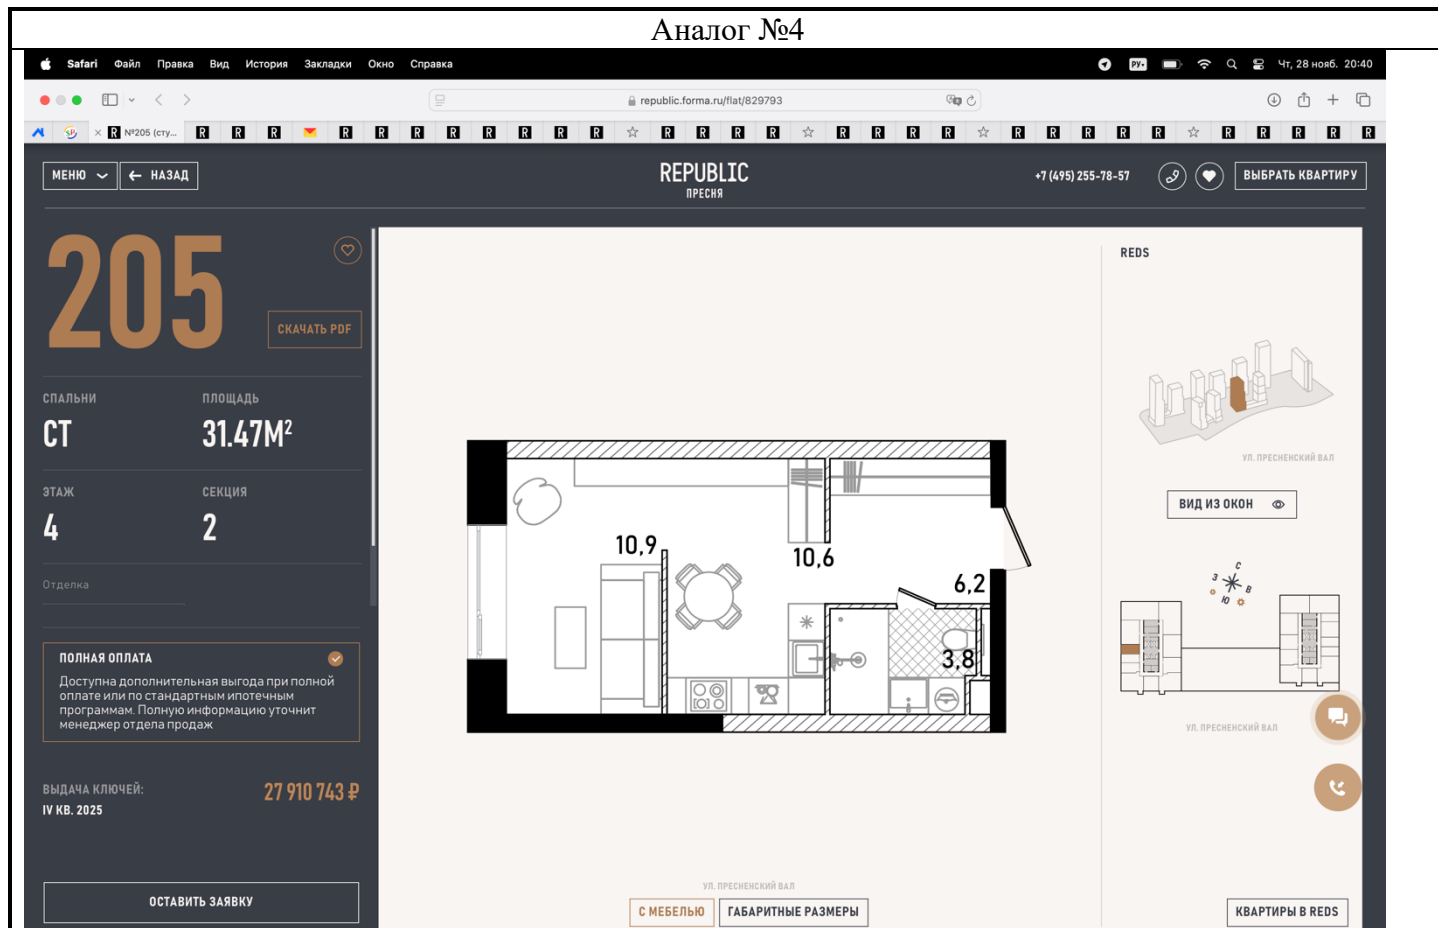 Аналог №4
Safari Файл Правка Вид История Закладки Окно Справка
РУ
Чт, 28 нояб. 20:40
republic.forma.ru/flat/829793
№205 (сту...
МЕНЮ
НАЗАД
REPUBLIC
ПРЕСНЯ
+7 (495) 255-78-57
ВЫБРАТЬ КВАРТИРУ
205
СКАЧАТЬ PDF
СПАЛЬНИ ПЛОЩАДЬ
СТ 31.47М²
ЭТАЖ СЕКЦИЯ
4 2
Отделка
ПОЛНАЯ ОПЛАТА
Доступна дополнительная выгода при полной
оплате или по стандартным ипотечным
программам. Полную информацию уточнит
менеджер отдела продаж
ВЫДАЧА КЛЮЧЕЙ:
IV КВ. 2025
27 910 743 ₽
ОСТАВИТЬ ЗАЯВКУ
10,9
10,6
6,2
3,8
УЛ. ПРЕСНЕНСКИЙ ВАЛ
С МЕБЕЛЬЮ
ГАБАРИТНЫЕ РАЗМЕРЫ
REDS
УЛ. ПРЕСНЕНСКИЙ ВАЛ
ВИД ИЗ ОКОН
С
З
В
Ю
УЛ. ПРЕСНЕНСКИЙ ВАЛ
КВАРТИРЫ В REDS